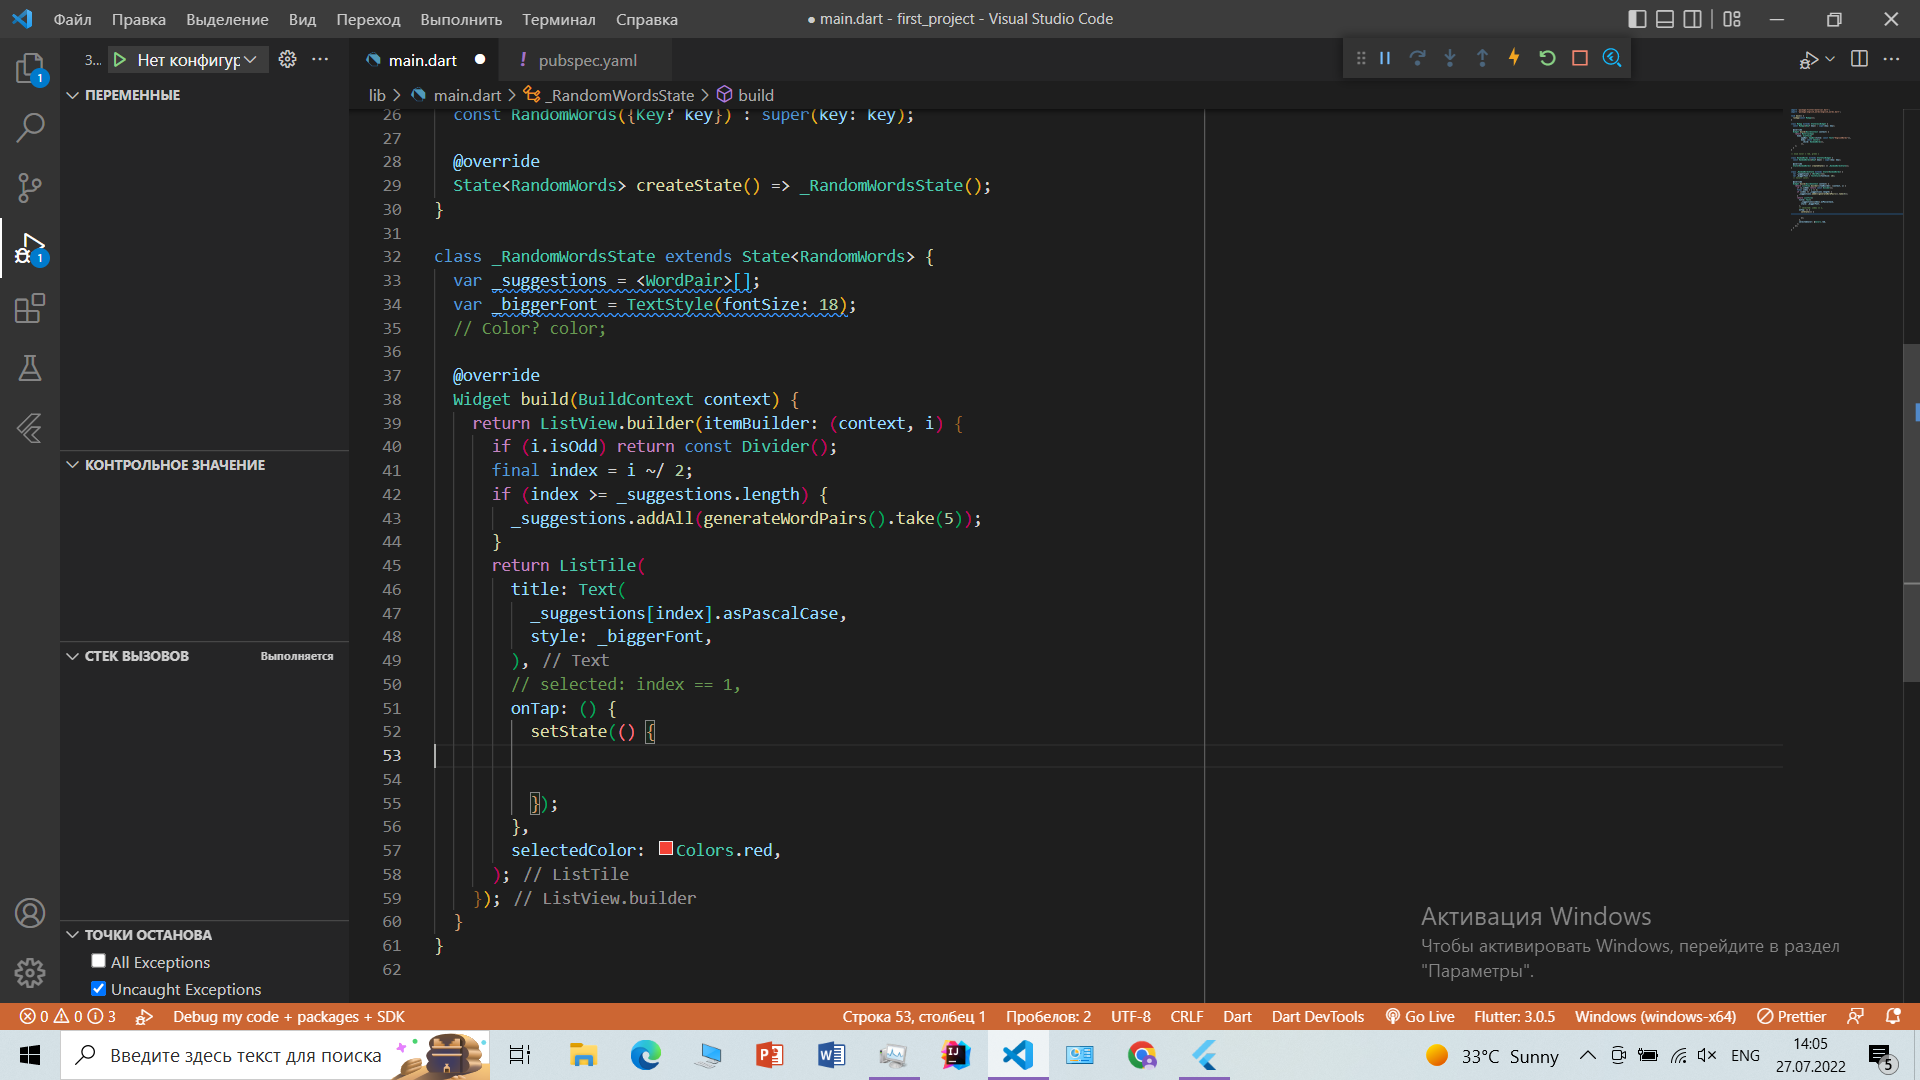 Файл Правка Выделение Вид Переход Выполнить Терминал Справка
● main.dart - first_project - Visual Studio Code
З... Нет конфигур
main.dart
! pubspec.yaml
ПЕРЕМЕННЫЕ
lib > main.dart > _RandomWordsState > build
26 const RandomWords({Key? key}) : super(key: key);
27
28 @override
29 State<RandomWords> createState() => _RandomWordsState();
30 }
31
32 class _RandomWordsState extends State<RandomWords> {
33 var _suggestions = <WordPair>[];
34 var _biggerFont = TextStyle(fontSize: 18);
35 // Color? color;
36
37 @override
38 Widget build(BuildContext context) {
39 return ListView.builder(itemBuilder: (context, i) {
40 if (i.isOdd) return const Divider();
41 final index = i ~/ 2;
42 if (index >= _suggestions.length) {
43 _suggestions.addAll(generateWordPairs().take(5));
44 }
45 return ListTile(
46 title: Text(
47 _suggestions[index].asPascalCase,
48 style: _biggerFont,
49 ), // Text
50 // selected: index == 1,
51 onTap: () {
52 setState(() {
53
54
55 });
56 },
57 selectedColor: Colors.red,
58 ); // ListTile
59 }); // ListView.builder
60 }
61 }
62
КОНТРОЛЬНОЕ ЗНАЧЕНИЕ
СТЕК ВЫЗОВОВ Выполняется
ТОЧКИ ОСТАНОВА
All Exceptions
Uncaught Exceptions
1
1
Активация Windows
Чтобы активировать Windows, перейдите в раздел
"Параметры".
0 0 3 Debug my code + packages + SDK
Строка 53, столбец 1 Пробелов: 2 UTF-8 CRLF Dart Dart DevTools Go Live Flutter: 3.0.5 Windows (windows-x64) Prettier
Введите здесь текст для поиска
33°C Sunny
ENG
14:05
27.07.2022
5